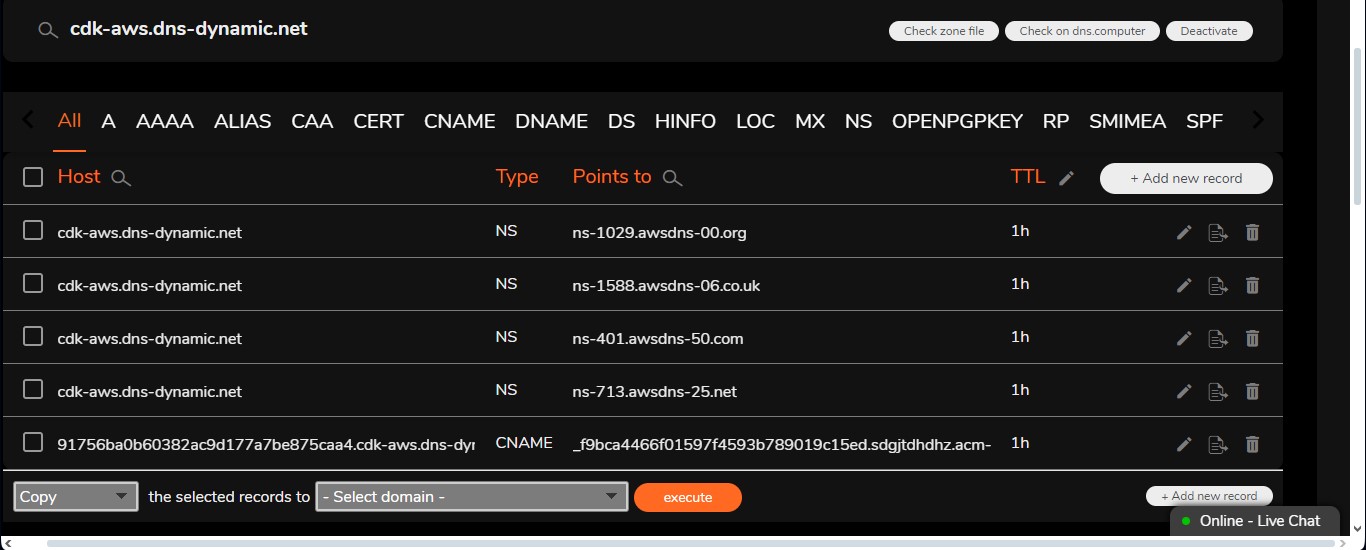 cdk-aws.dns-dynamic.net
Check zone file Check on dns.computer Deactivate
All A AAAA ALIAS CAA CERT CNAME DNAME DS HINFO LOC MX NS OPENPGPKEY RP SMIMEA SPF
Host Type Points to TTL + Add new record
cdk-aws.dns-dynamic.net NS ns-1029.awsdns-00.org 1h
cdk-aws.dns-dynamic.net NS ns-1588.awsdns-06.co.uk 1h
cdk-aws.dns-dynamic.net NS ns-401.awsdns-50.com 1h
cdk-aws.dns-dynamic.net NS ns-713.awsdns-25.net 1h
91756ba0b60382ac9d177a7be875caa4.cdk-aws.dns-dyr CNAME _f9bca4466f01597f4593b789019c15ed.sdgjtdhdhz.acm- 1h
Copy the selected records to - Select domain - execute + Add new record
Online - Live Chat